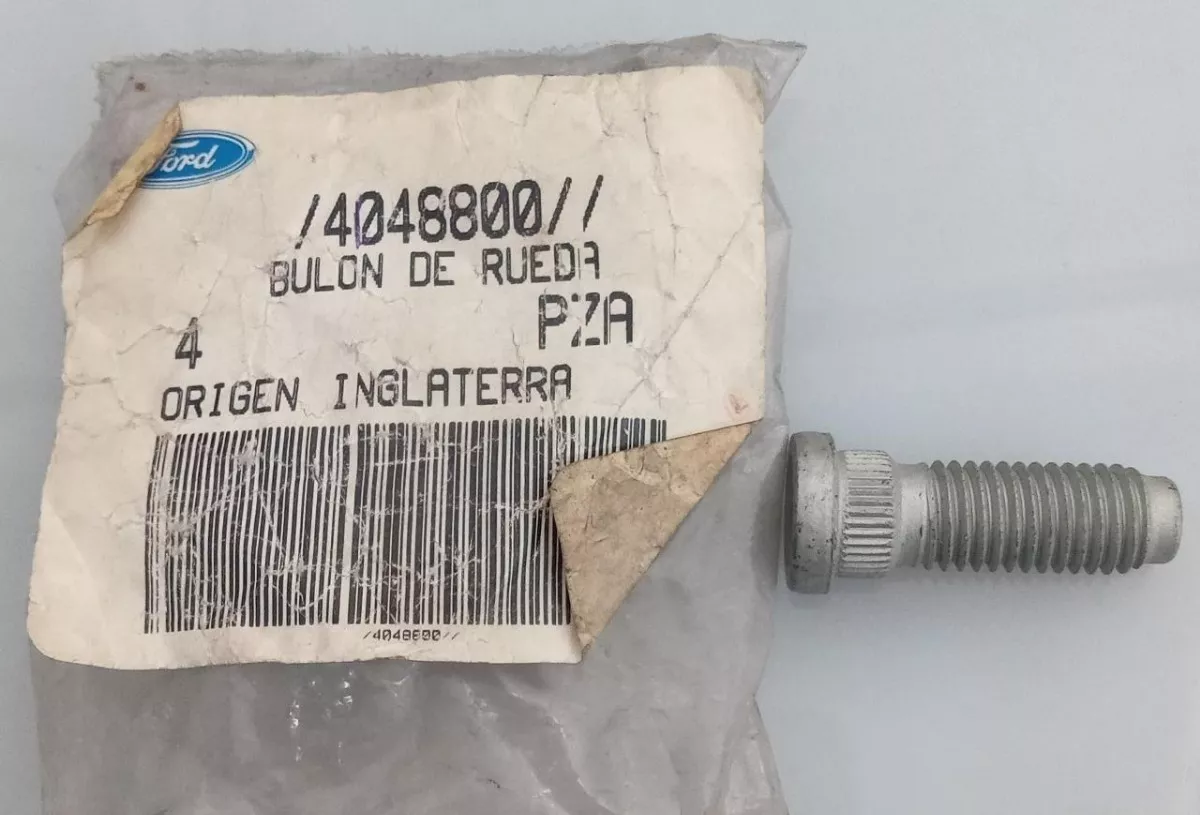 Ford
/4048800//
BULON DE RUEDA
4 PZA
ORIGEN INGLATERRA
/4048800//